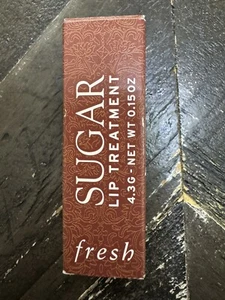 SUGAR
LIP TREATMENT
4.3G - NET WT 0.15OZ
fresh